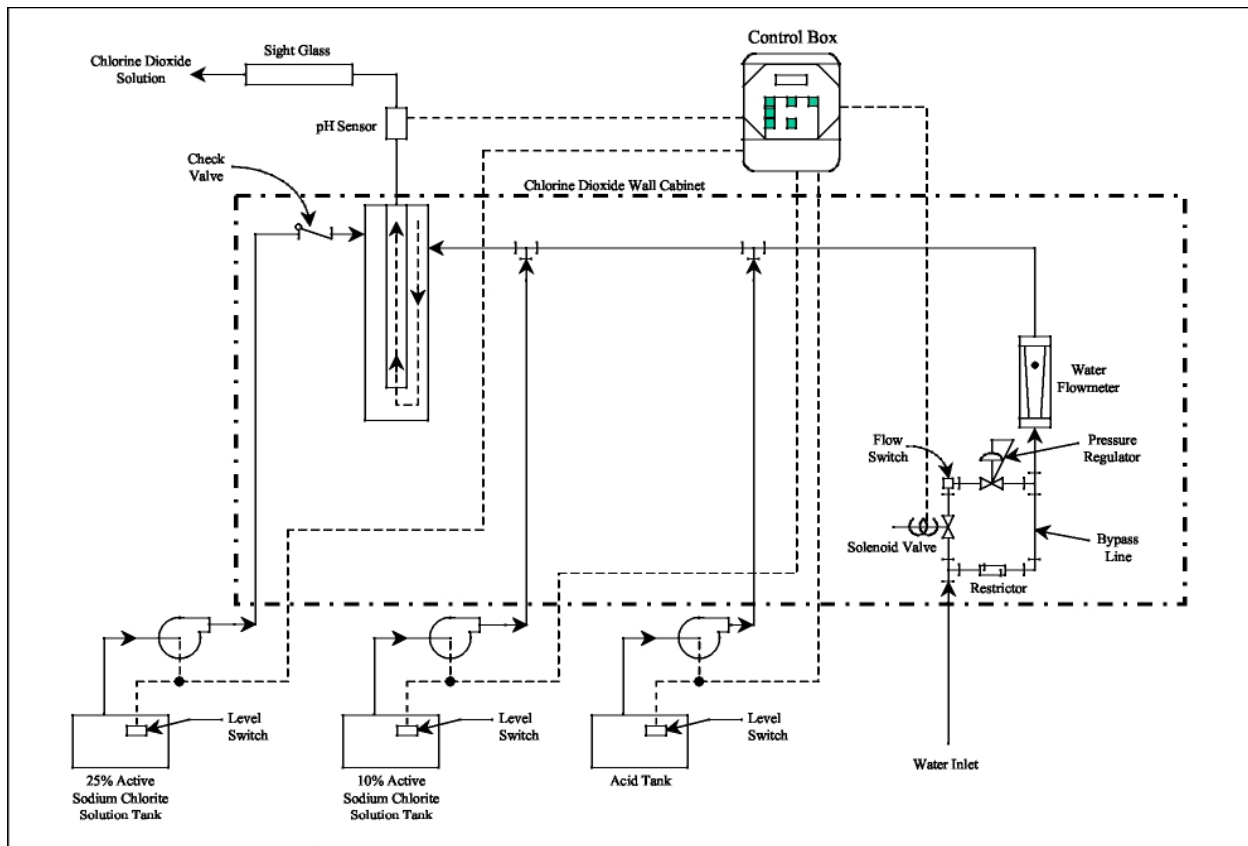 Control Box
Sight Glass
Chlorine Dioxide
Solution
pH Sensor
Check
Valve
Chlorine Dioxide Wall Cabinet
Water
Flowmeter
Flow
Switch
Pressure
Regulator
Solenoid Valve
Bypass
Line
Restrictor
Level
Switch
Level
Switch
Level
Switch
Water Inlet
25% Active
Sodium Chlorite
Solution Tank
10% Active
Sodium Chlorite
Solution Tank
Acid Tank